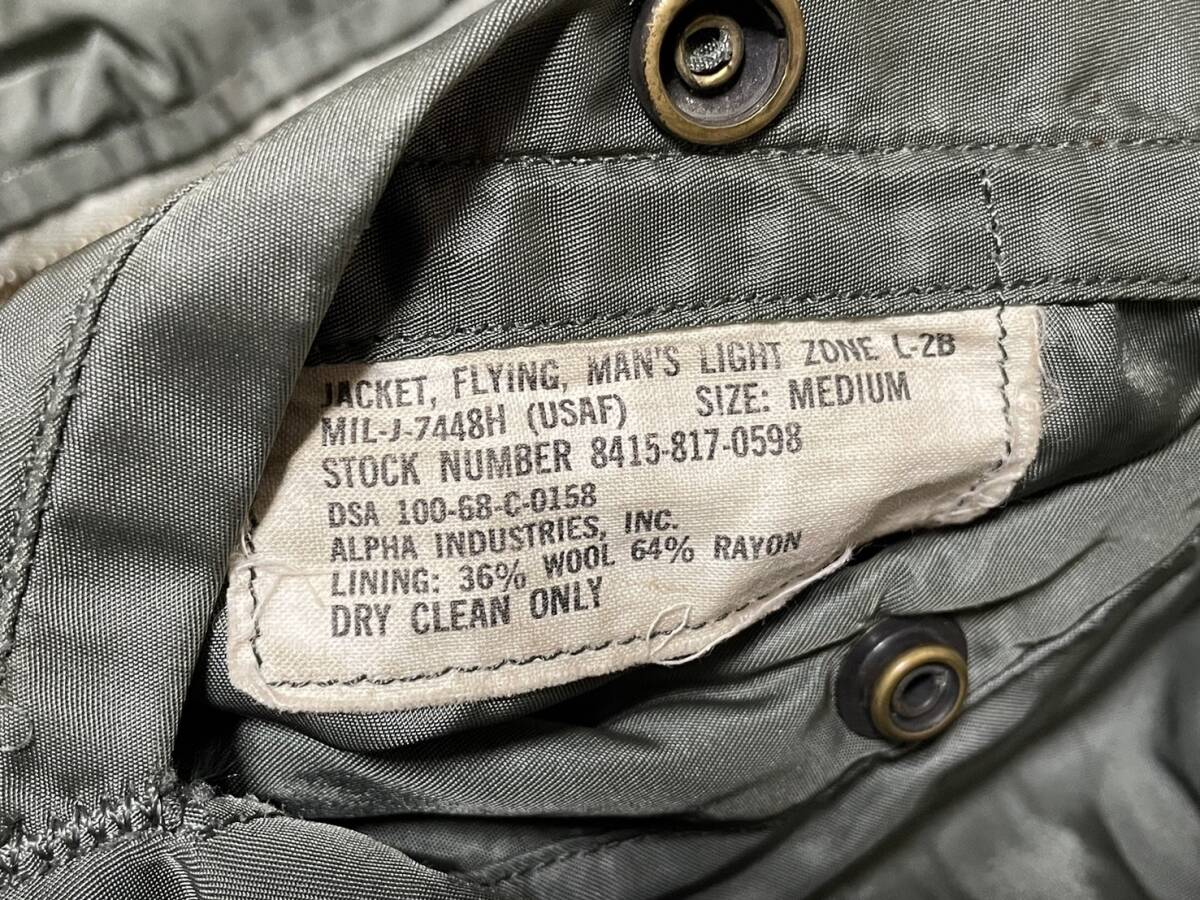 JACKET, FLYING, MAN'S LIGHT ZONE L-2B
MIL-J-7448H (USAF) SIZE: MEDIUM
STOCK NUMBER 8415-817-0598
DSA 100-68-C-0158
ALPHA INDUSTRIES, INC.
LINING: 36% WOOL 64% RAYON
DRY CLEAN ONLY